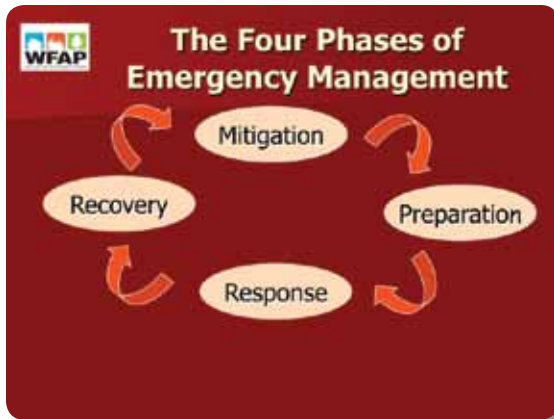 WFAP
The Four Phases of
Emergency Management
Mitigation
Recovery
Preparation
Response